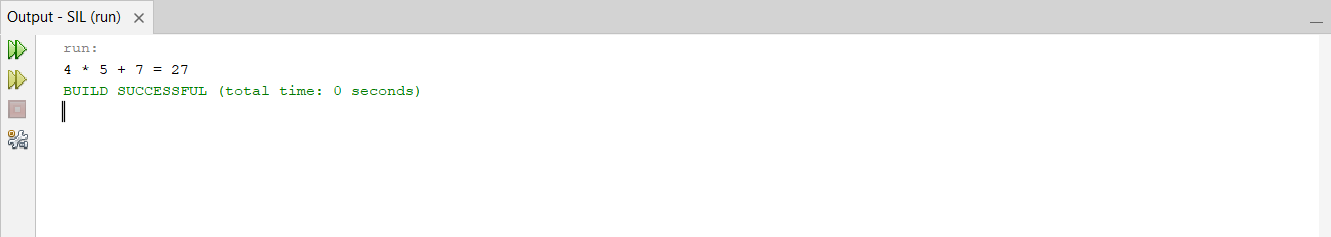 Output - SIL (run)
run:
4 * 5 + 7 = 27
BUILD SUCCESSFUL (total time: 0 seconds)